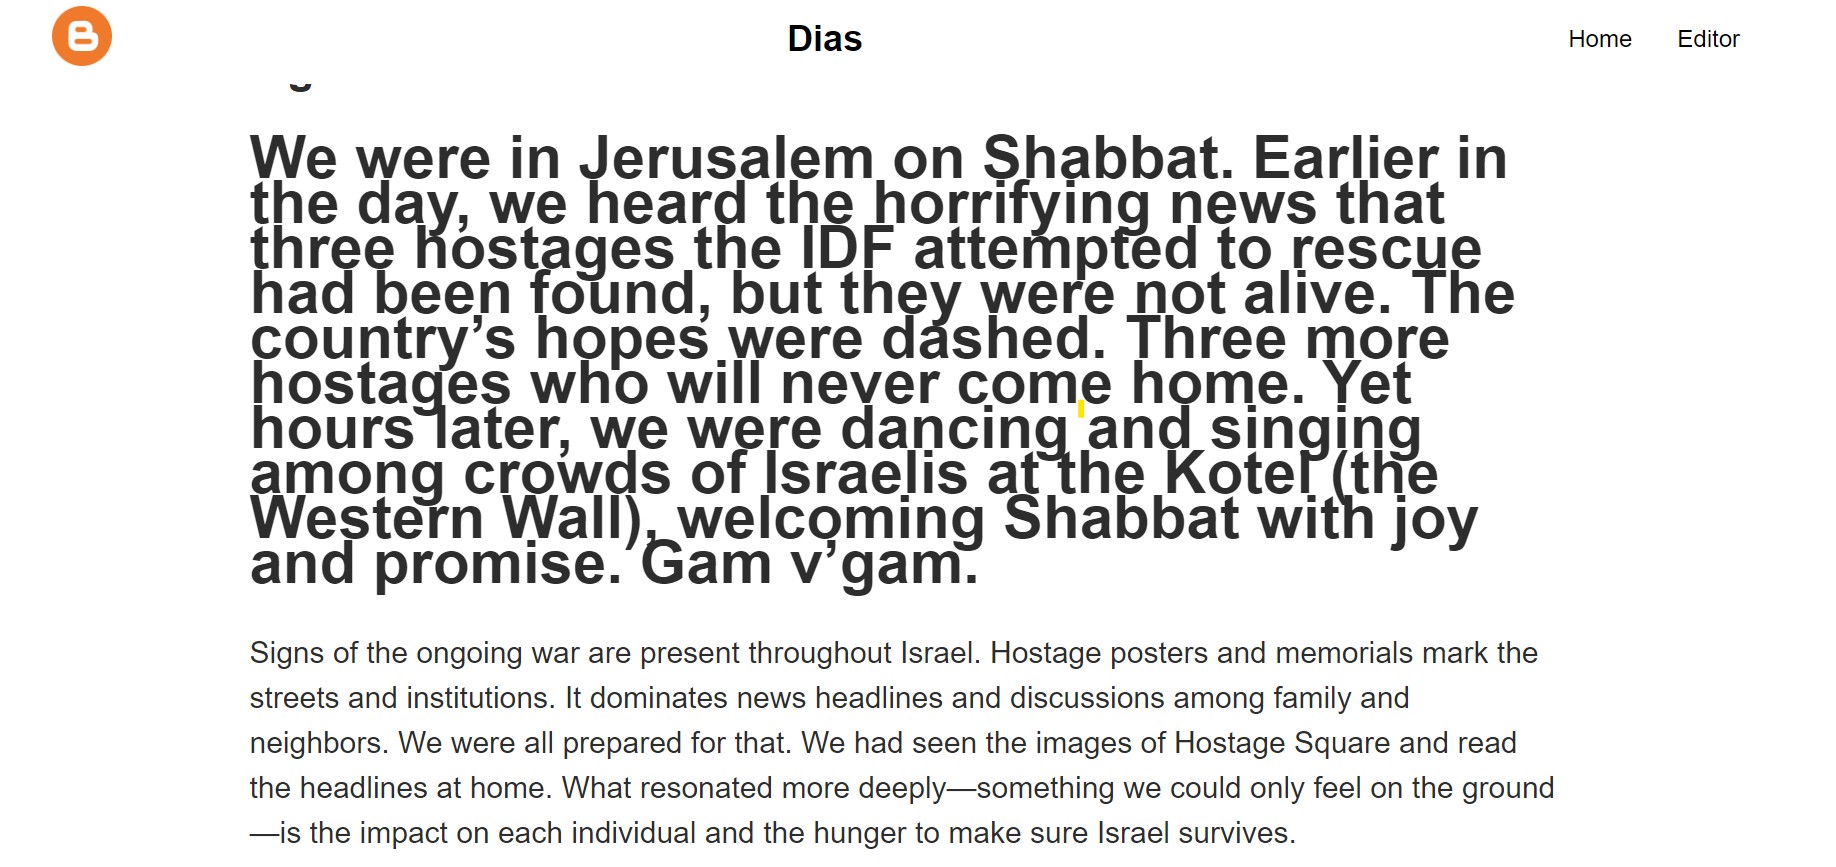 Dias
Home
Editor
We were in Jerusalem on Shabbat. Earlier in
the day, we heard the horrifying news that
three hostages the IDF attempted to rescue
had been found, but they were not alive. The
country’s hopes were dashed. Three more
hostages who will never come home. Yet
hours later, we were dancing and singing
among crowds of Israelis at the Kotel (the
Western Wall), welcoming Shabbat with joy
and promise. Gam v’gam.
Signs of the ongoing war are present throughout Israel. Hostage posters and memorials mark the
streets and institutions. It dominates news headlines and discussions among family and
neighbors. We were all prepared for that. We had seen the images of Hostage Square and read
the headlines at home. What resonated more deeply—something we could only feel on the ground
—is the impact on each individual and the hunger to make sure Israel survives.